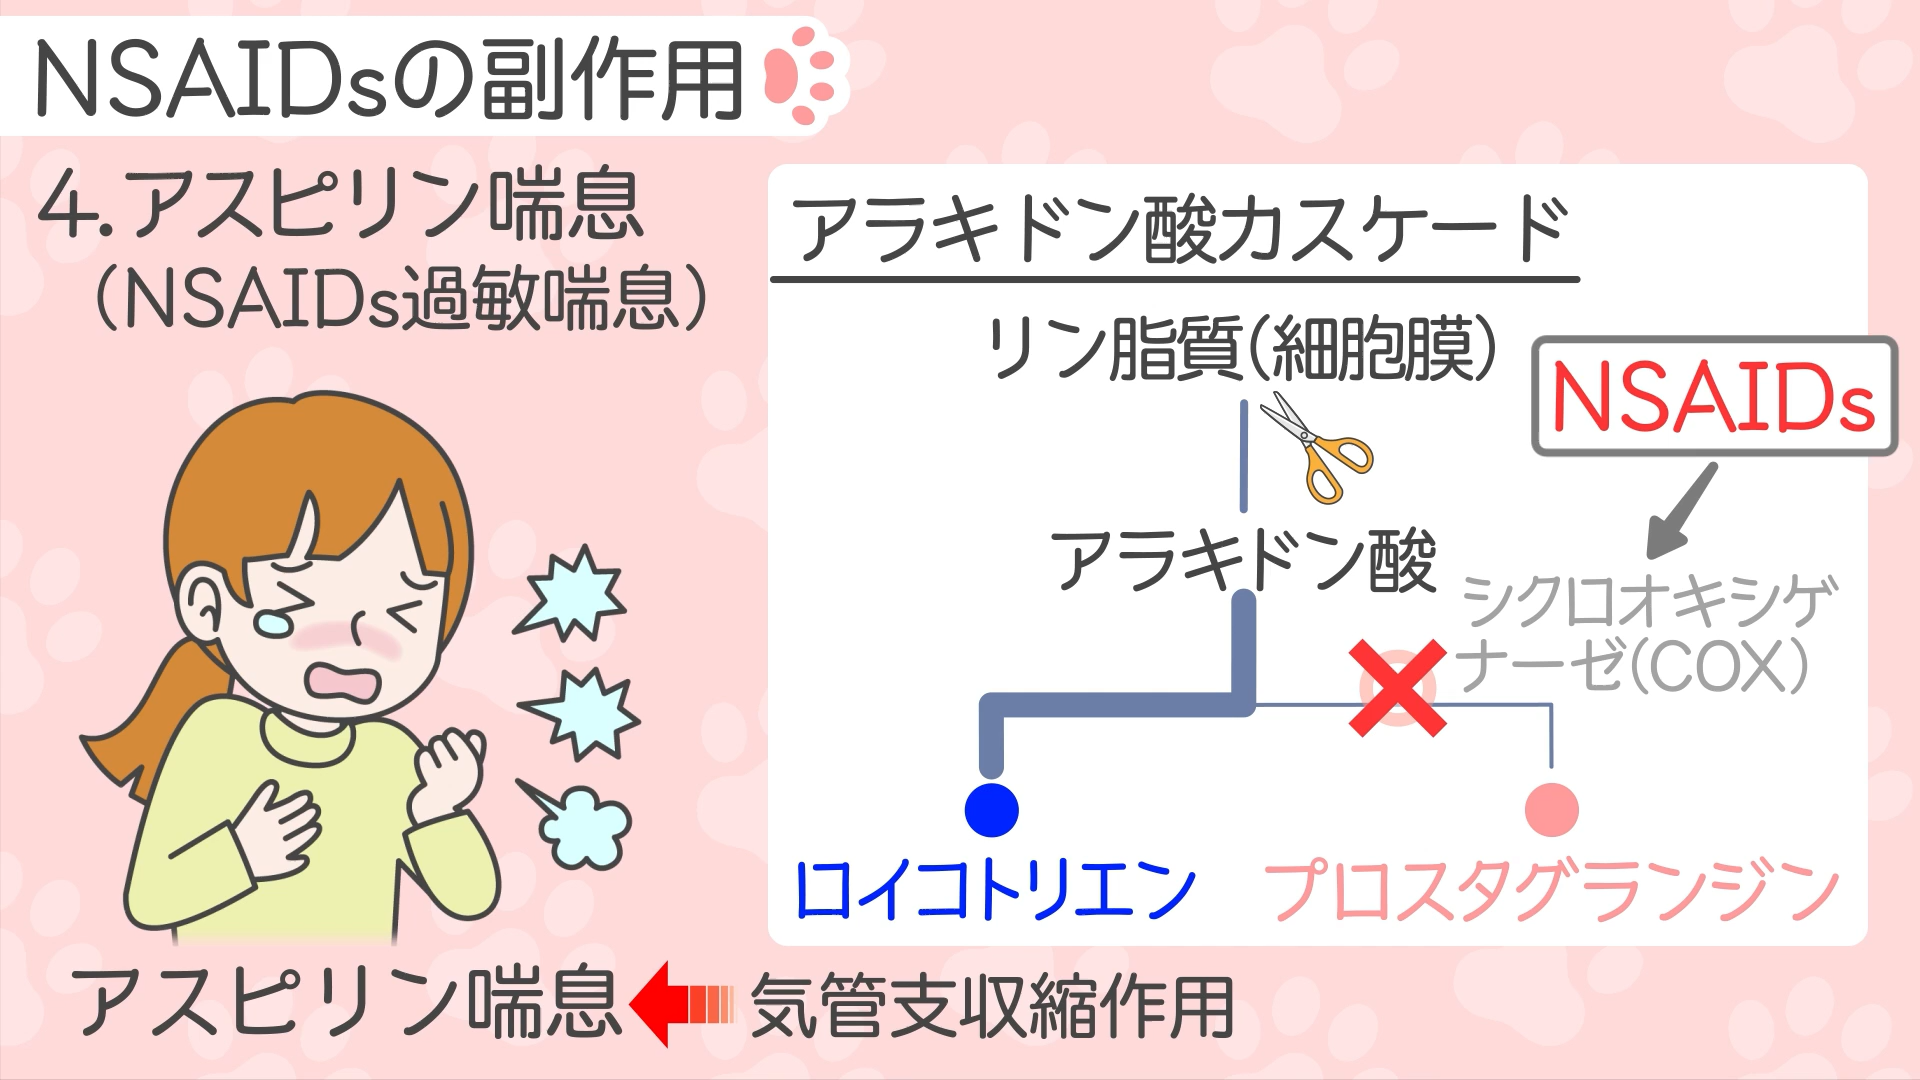 NSAIDsの副作用
4.アスピリン喘息
（NSAIDs過敏喘息）
アラキドン酸カスケード
リン脂質(細胞膜)
NSAIDs
アラキドン酸
シクロオキシゲ
ナーゼ(COX)
ロイコトリエン
プロスタグランジン
アスピリン喘息
気管支収縮作用